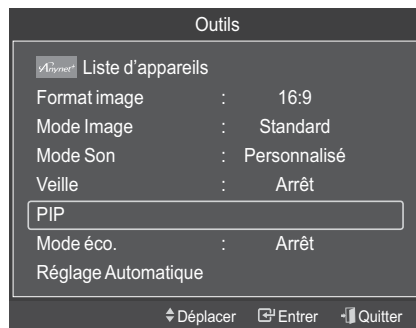 Outils
Anynet+ Liste d'appareils
Format image : 16:9
Mode Image : Standard
Mode Son : Personnalisé
Veille : Arrêt
PIP
Mode éco. : Arrêt
Réglage Automatique
Déplacer Entrer Quitter